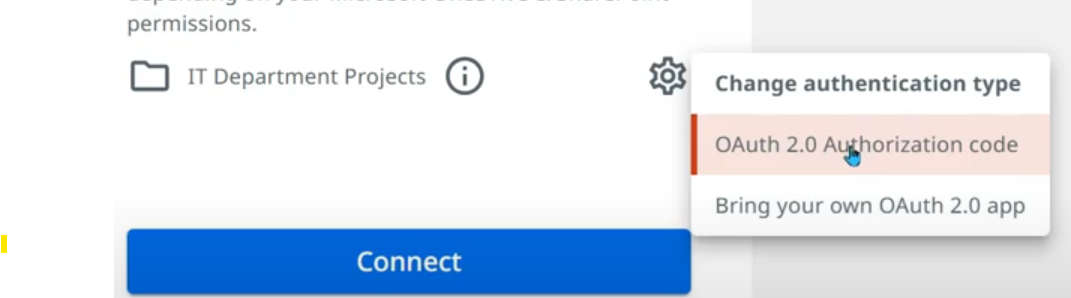 permissions.
IT Department Projects
Change authentication type
OAuth 2.0 Authorization code
Bring your own OAuth 2.0 app
Connect